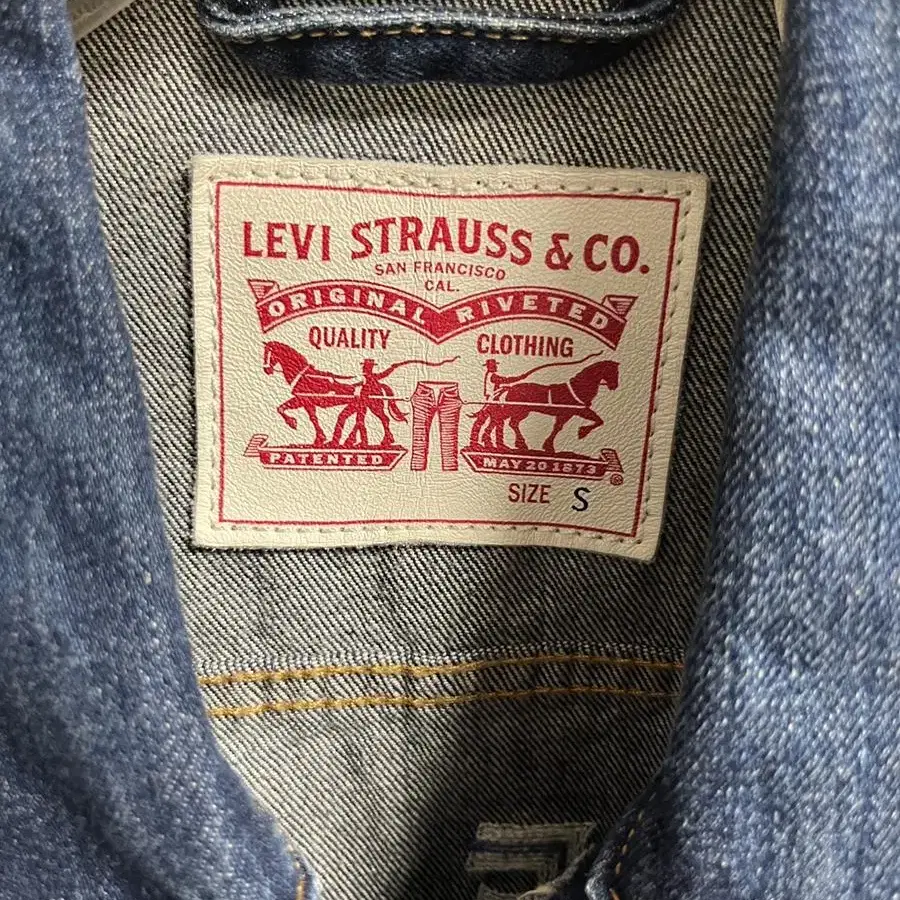 LEVI STRAUSS & CO.
SAN FRANCISCO
CAL.
ORIGINAL RIVETED
QUALITY CLOTHING
PATENTED MAY 20 1873
®
SIZE S